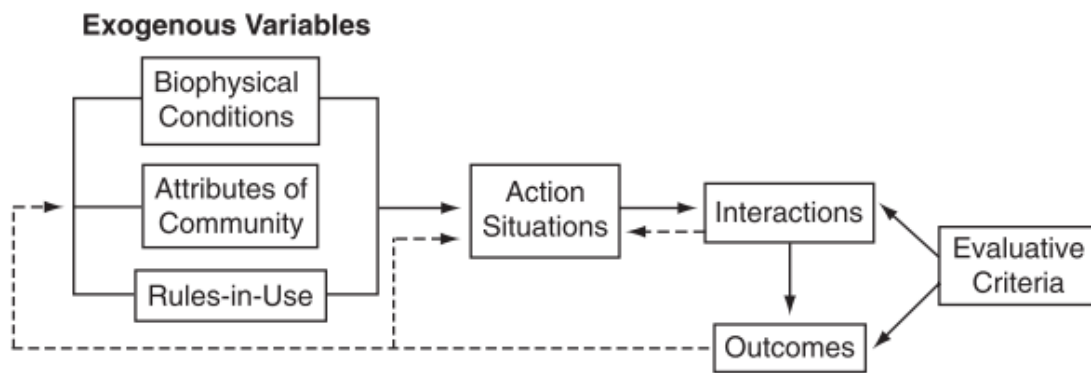 Exogenous Variables
Biophysical
Conditions
Attributes of
Community
Rules-in-Use
Action
Situations
Interactions
Outcomes
Evaluative
Criteria